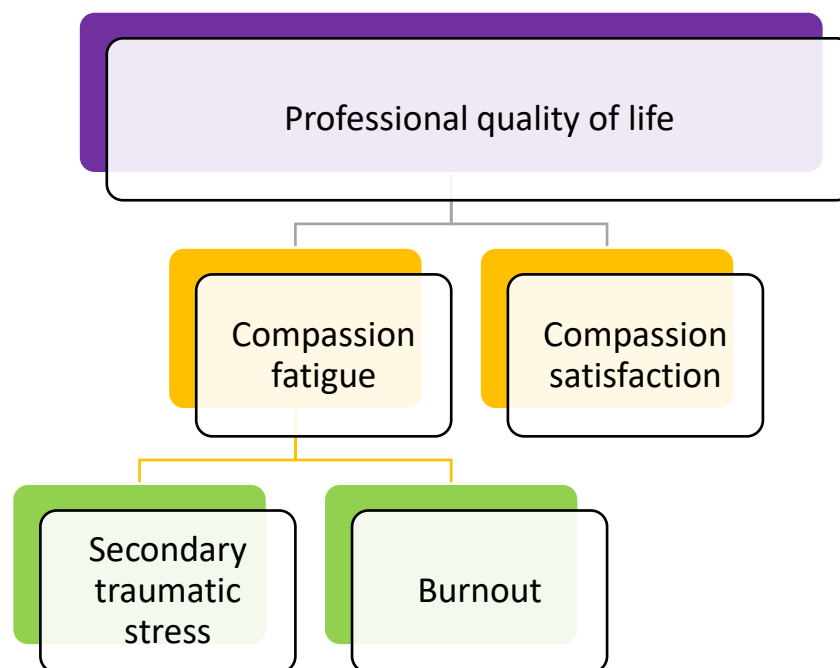 Professional quality of life
Compassion
fatigue
Compassion
satisfaction
Secondary
traumatic
stress
Burnout